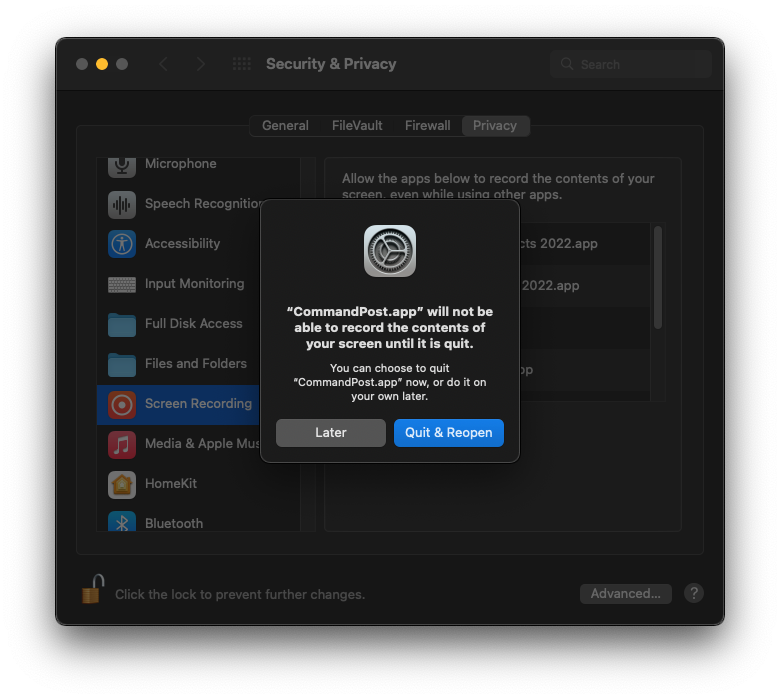 Security & Privacy
Search
General FileVault Firewall Privacy
Microphone
Speech Recognition
Accessibility
Input Monitoring
Full Disk Access
Files and Folders
Screen Recording
Media & Apple Mus
HomeKit
Bluetooth
Allow the apps below to record the contents of your
screen, even while using other apps.
2022.app
2022.app
“CommandPost.app” will not be
able to record the contents of
your screen until it is quit.
You can choose to quit
“CommandPost.app” now, or do it on
your own later.
Later Quit & Reopen
Click the lock to prevent further changes.
Advanced... ?